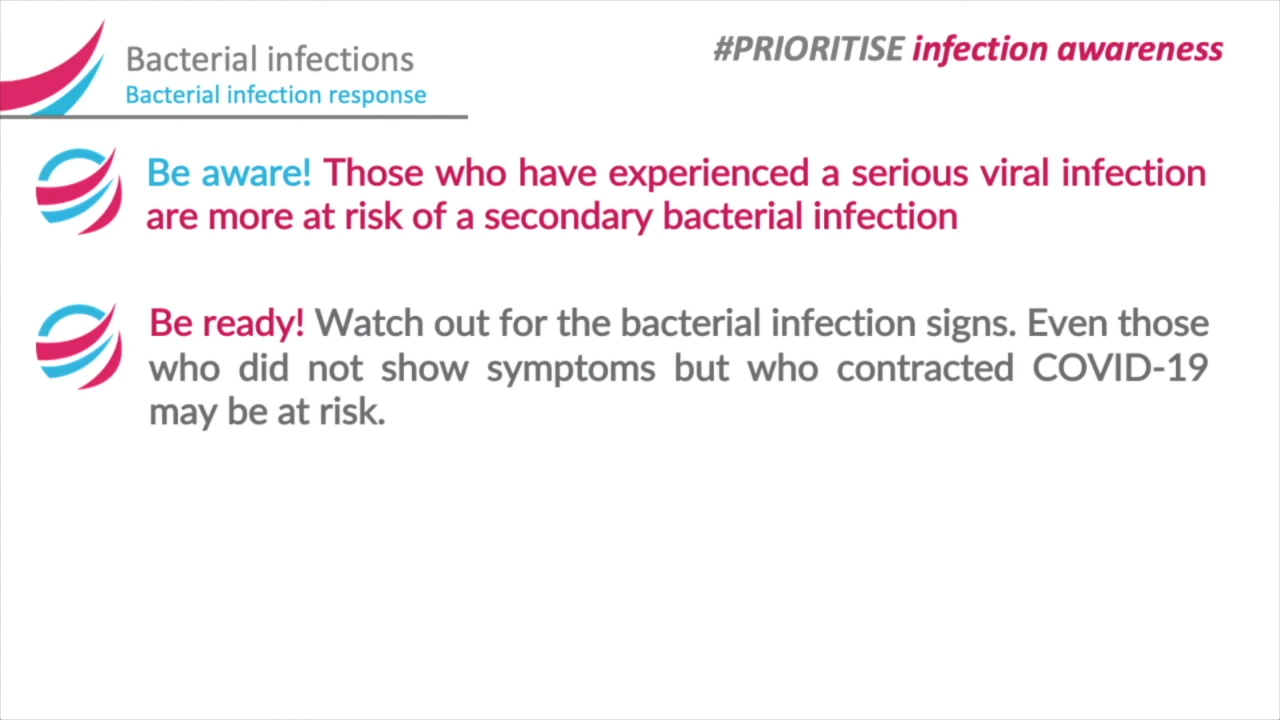 Bacterial infections
Bacterial infection response
#PRIORITISE infection awareness
Be aware! Those who have experienced a serious viral infection
are more at risk of a secondary bacterial infection
Be ready! Watch out for the bacterial infection signs. Even those
who did not show symptoms but who contracted COVID-19
may be at risk.